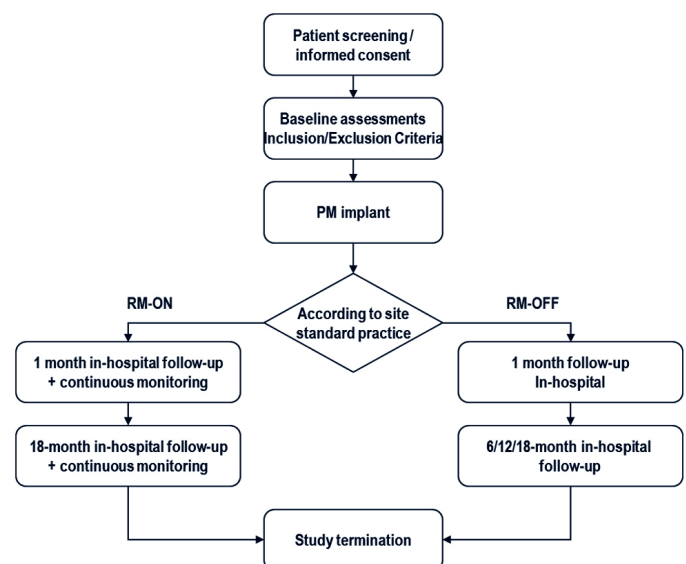 Patient screening /
informed consent
Baseline assessments
Inclusion/Exclusion Criteria
PM implant
According to site
standard practice
RM-ON
RM-OFF
1 month in-hospital follow-up
+ continuous monitoring
1 month follow-up
In-hospital
18-month in-hospital follow-up
+ continuous monitoring
6/12/18-month in-hospital
follow-up
Study termination